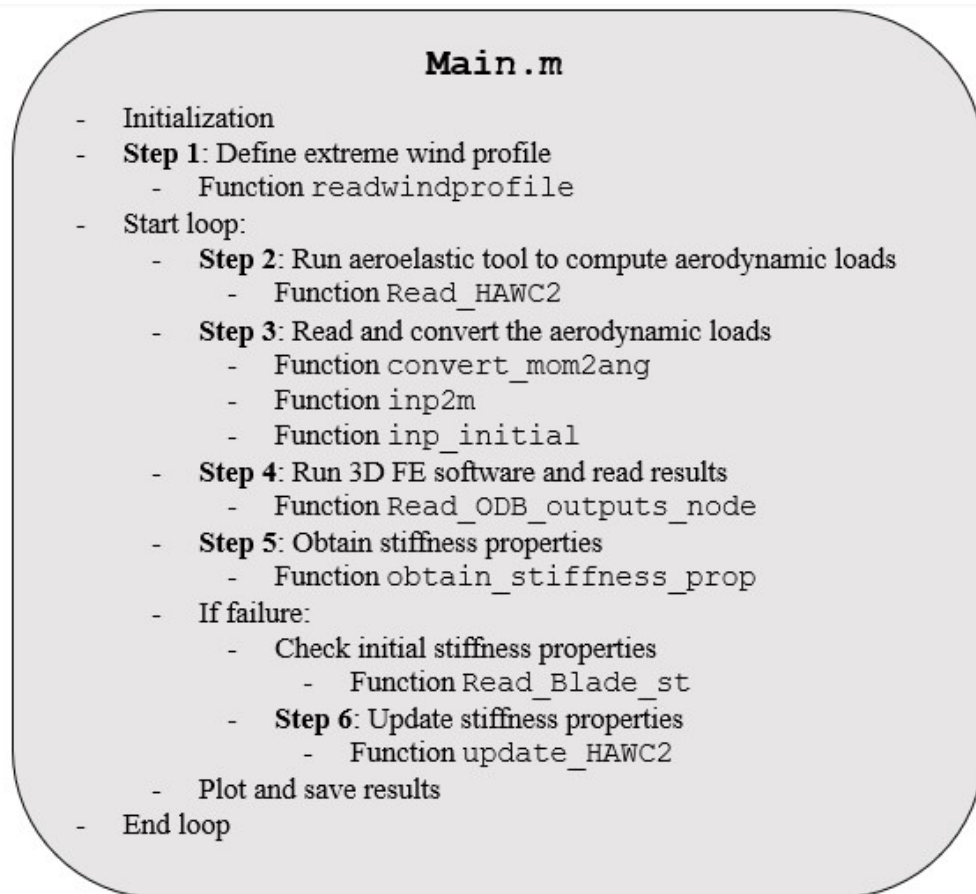 Main.m
- Initialization
- Step 1: Define extreme wind profile
- Function readwindprofile
- Start loop:
- Step 2: Run aeroelastic tool to compute aerodynamic loads
- Function Read_HAWC2
- Step 3: Read and convert the aerodynamic loads
- Function convert_mom2ang
- Function inp2m
- Function inp_initial
- Step 4: Run 3D FE software and read results
- Function Read_ODB_outputs_node
- Step 5: Obtain stiffness properties
- Function obtain_stiffness_prop
- If failure:
- Check initial stiffness properties
- Function Read_Blade_st
- Step 6: Update stiffness properties
- Function update_HAWC2
- Plot and save results
- End loop